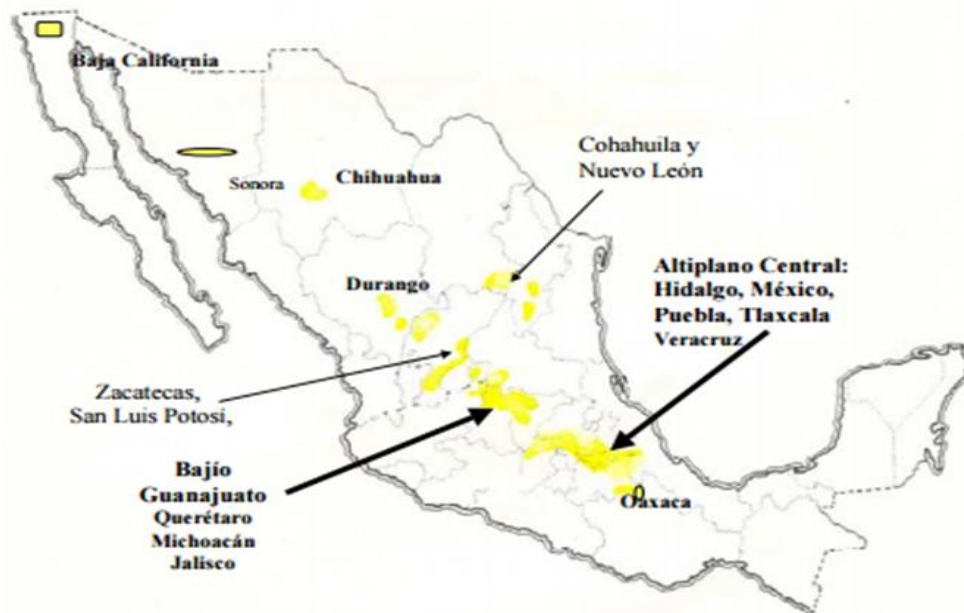 Baja California
Cohahuila y
Nuevo León
Sonora
Chihuahua
Altiplano Central:
Hidalgo, México,
Puebla, Tlaxcala
Veracruz
Durango
Zacatecas,
San Luis Potosí,
Bajío
Guanajuato
Querétaro
Michoacán
Jalisco
Oaxaca